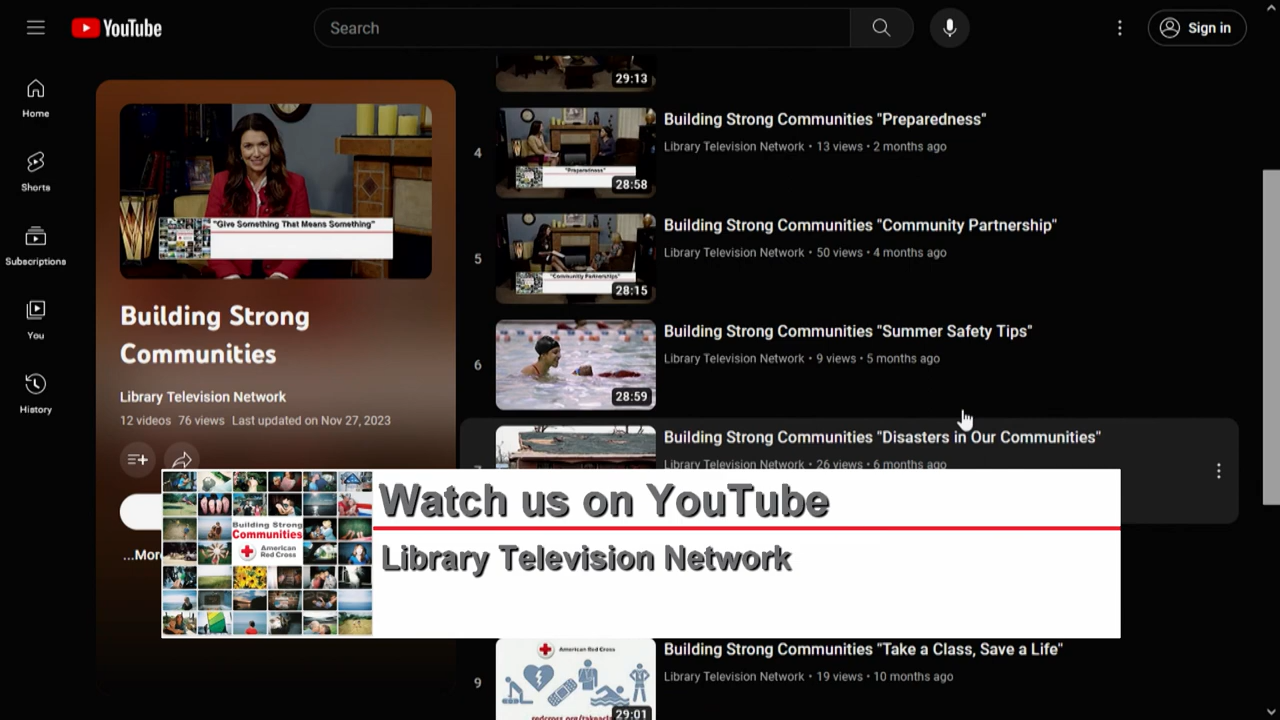 YouTube
Search
Sign in
Home
Shorts
Subscriptions
You
History
"Give Something That Means Something"
Building Strong
Communities
Library Television Network
12 videos 76 views Last updated on Nov 27, 2023
...Mor
29:13
4
"Preparedness"
28:58
Building Strong Communities "Preparedness"
Library Television Network • 13 views • 2 months ago
5
"Community Partnerships"
28:15
Building Strong Communities "Community Partnership"
Library Television Network • 50 views • 4 months ago
6
28:59
Building Strong Communities "Summer Safety Tips"
Library Television Network • 9 views • 5 months ago
Building Strong Communities "Disasters in Our Communities"
Library Television Network • 26 views • 6 months ago
Building Strong
Communities
American
Red Cross
Watch us on YouTube
Library Television Network
9
American Red Cross
29:01
Building Strong Communities "Take a Class, Save a Life"
Library Television Network • 19 views • 10 months ago